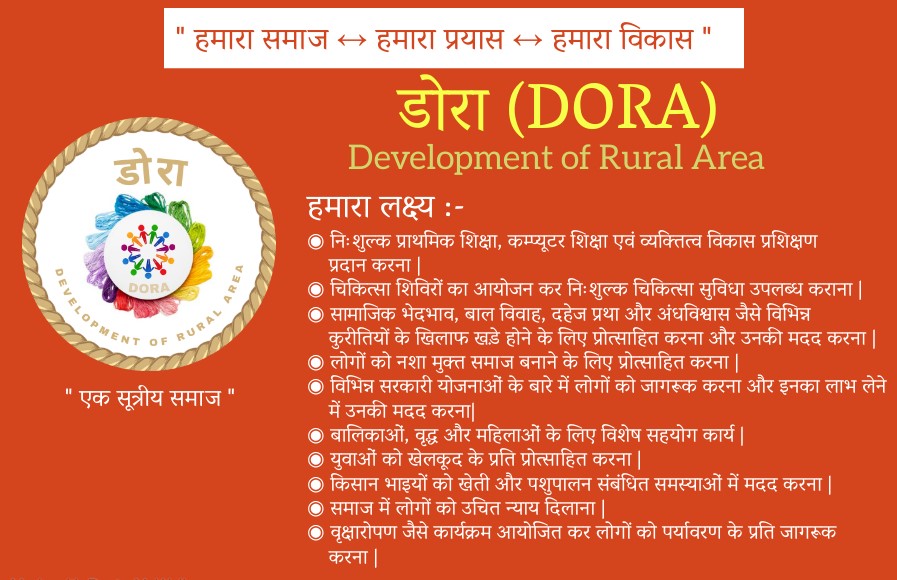 " हमारा समाज ↔ हमारा प्रयास ↔ हमारा विकास "
डोरा (DORA)
Development of Rural Area
डोरा
DORA
DEVELOPMENT OF RURAL AREA
" एक सूत्रीय समाज "
हमारा लक्ष्य :-
◉ निःशुल्क प्राथमिक शिक्षा, कम्प्यूटर शिक्षा एवं व्यक्तित्व विकास प्रशिक्षण
प्रदान करना |
◉ चिकित्सा शिविरों का आयोजन कर निःशुल्क चिकित्सा सुविधा उपलब्ध कराना |
◉ सामाजिक भेदभाव, बाल विवाह, दहेज प्रथा और अंधविश्वास जैसे विभिन्न
कुरीतियों के खिलाफ खड़े होने के लिए प्रोत्साहित करना और उनकी मदद करना |
◉ लोगों को नशा मुक्त समाज बनाने के लिए प्रोत्साहित करना |
◉ विभिन्न सरकारी योजनाओं के बारे में लोगों को जागरूक करना और इनका लाभ लेने
में उनकी मदद करना|
◉ बालिकाओं, वृद्ध और महिलाओं के लिए विशेष सहयोग कार्य |
◉ युवाओं को खेलकूद के प्रति प्रोत्साहित करना |
◉ किसान भाइयों को खेती और पशुपालन संबंधित समस्याओं में मदद करना |
◉ समाज में लोगों को उचित न्याय दिलाना |
◉ वृक्षारोपण जैसे कार्यक्रम आयोजित कर लोगों को पर्यावरण के प्रति जागरूक
करना |